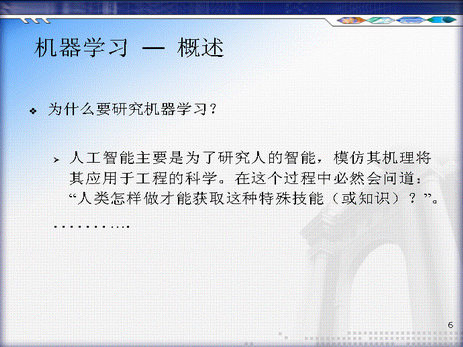 机器学习 — 概述
为什么要研究机器学习？
人工智能主要是为了研究人的智能，模仿其机理将
其应用于工程的科学。在这个过程中必然会问道：
“人类怎样做才能获取这种特殊技能（或知识）？”。
…….….
6